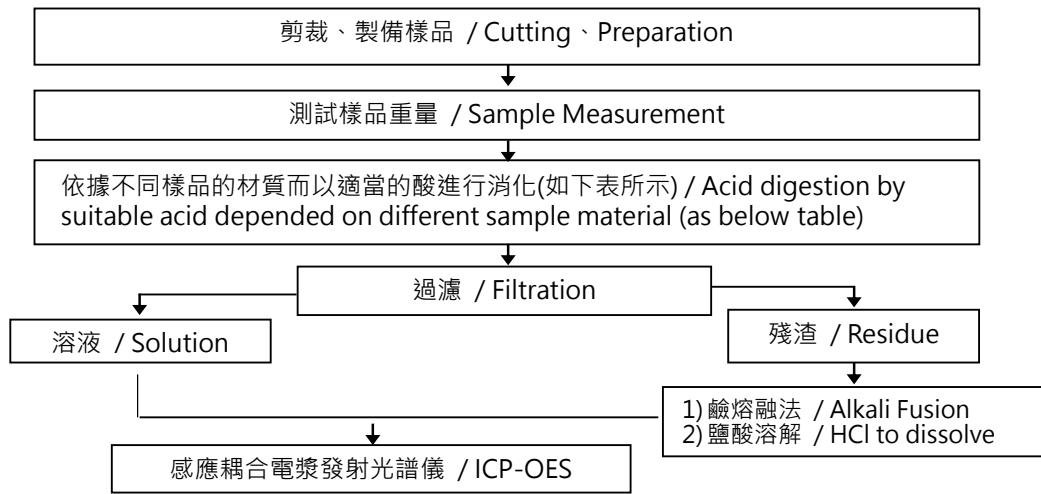 剪裁、製備樣品 / Cutting、Preparation
測試樣品重量 / Sample Measurement
依據不同樣品的材質而以適當的酸進行消化(如下表所示) / Acid digestion by
suitable acid depended on different sample material (as below table)
過濾 / Filtration
溶液 / Solution
殘渣 / Residue
1) 鹼熔融法 / Alkali Fusion
2) 鹽酸溶解 / HCl to dissolve
感應耦合電漿發射光譜儀 / ICP-OES